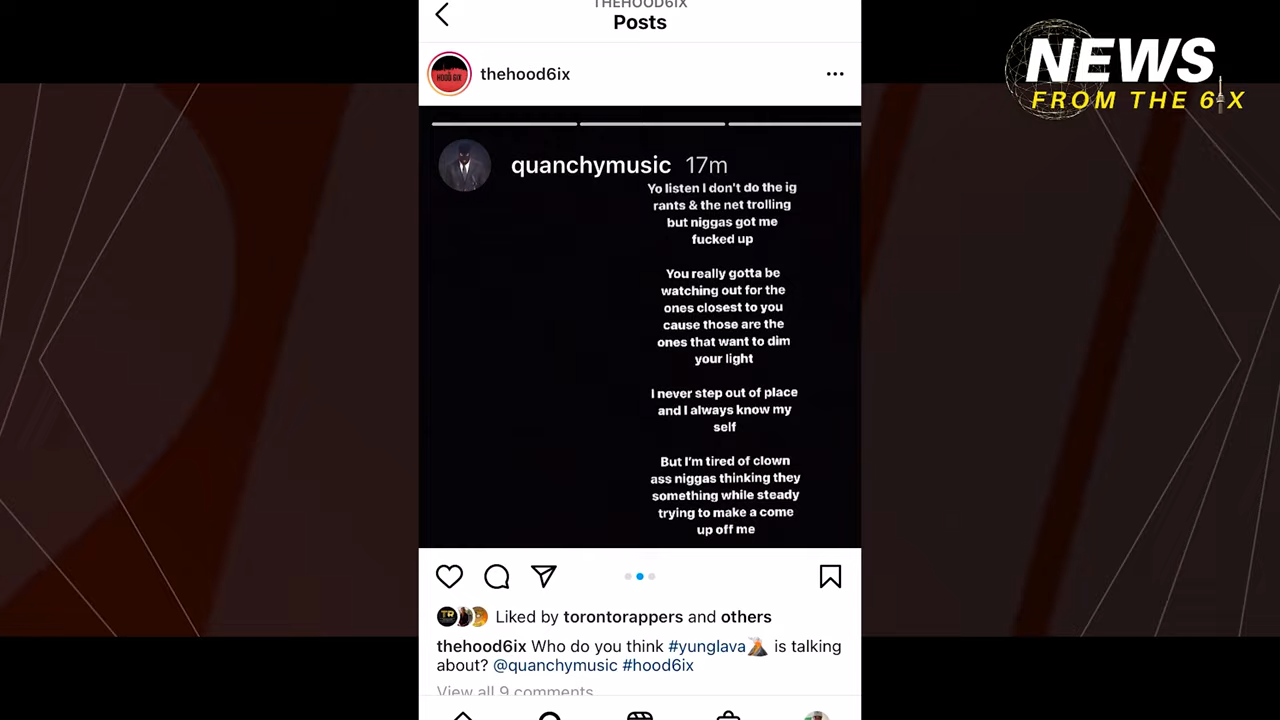 THEHOOD6IX
Posts
NEWS
FROM THE 6IX
thehood6ix
HOOD 6IX
quanchymusic 17m
Yo listen I don't do the ig
rants & the net trolling
but niggas got me
fucked up
You really gotta be
watching out for the
ones closest to you
cause those are the
ones that want to dim
your light
I never step out of place
and I always know my
self
But I'm tired of clown
ass niggas thinking they
something while steady
trying to make a come
up off me
TR
Liked by torontorappers and others
thehood6ix Who do you think #yunglava🌋 is talking
about? @quanchymusic #hood6ix
View all 9 comments